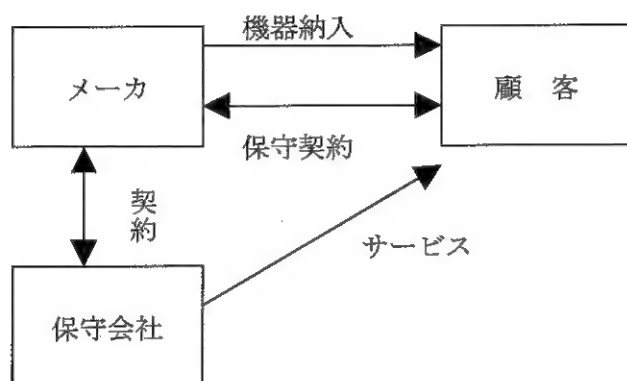 機器納入
メーカ
顧　客
保守契約
契約
サービス
保守会社